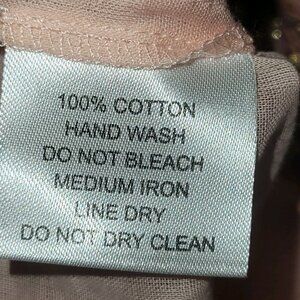 100% COTTON
HAND WASH
DO NOT BLEACH
MEDIUM IRON
LINE DRY
DO NOT DRY CLEAN